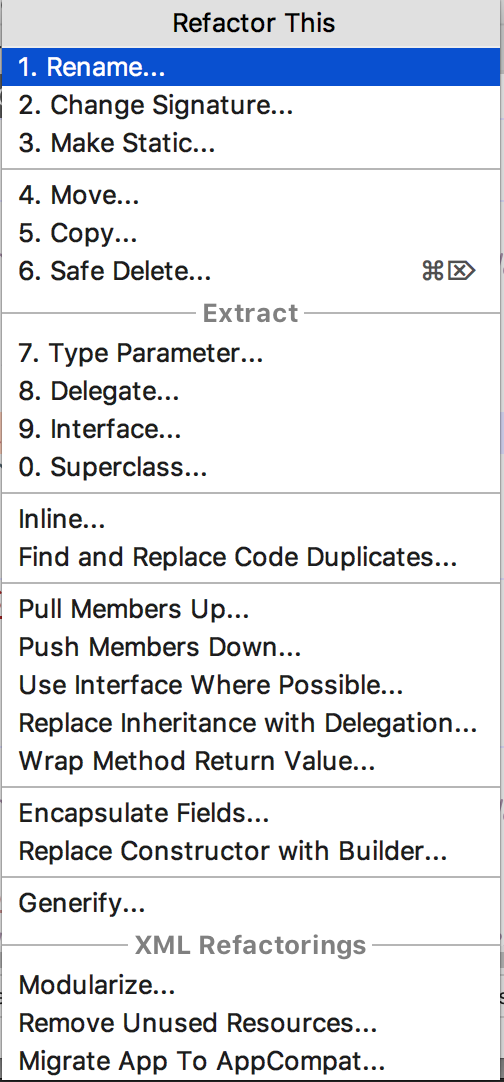 Refactor This
1. Rename...
2. Change Signature...
3. Make Static...
4. Move...
5. Copy...
6. Safe Delete... ⌘⌦
Extract
7. Type Parameter...
8. Delegate...
9. Interface...
0. Superclass...
Inline...
Find and Replace Code Duplicates...
Pull Members Up...
Push Members Down...
Use Interface Where Possible...
Replace Inheritance with Delegation...
Wrap Method Return Value...
Encapsulate Fields...
Replace Constructor with Builder...
Generify...
XML Refactorings
Modularize...
Remove Unused Resources...
Migrate App To AppCompat...